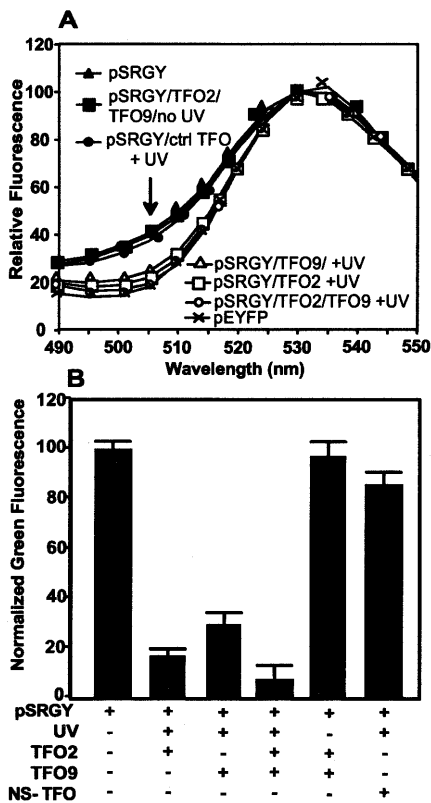 A
120
100
80
60
40
20
0
Relative Fluorescence
pSRGY
pSRGY/TFO2/
TFO9/no UV
pSRGY/ctrl TFO
+ UV
pSRGY/TFO9/ +UV
pSRGY/TFO2 +UV
pSRGY/TFO2/TFO9 +UV
pEYFP
490 500 510 520 530 540 550
Wavelength (nm)
B
120
100
80
60
40
20
0
Normalized Green Fluorescence
pSRGY + + + + + +
UV - + + + - +
TFO2 - + - + + -
TFO9 - - + + + -
NS- TFO - - - - - +